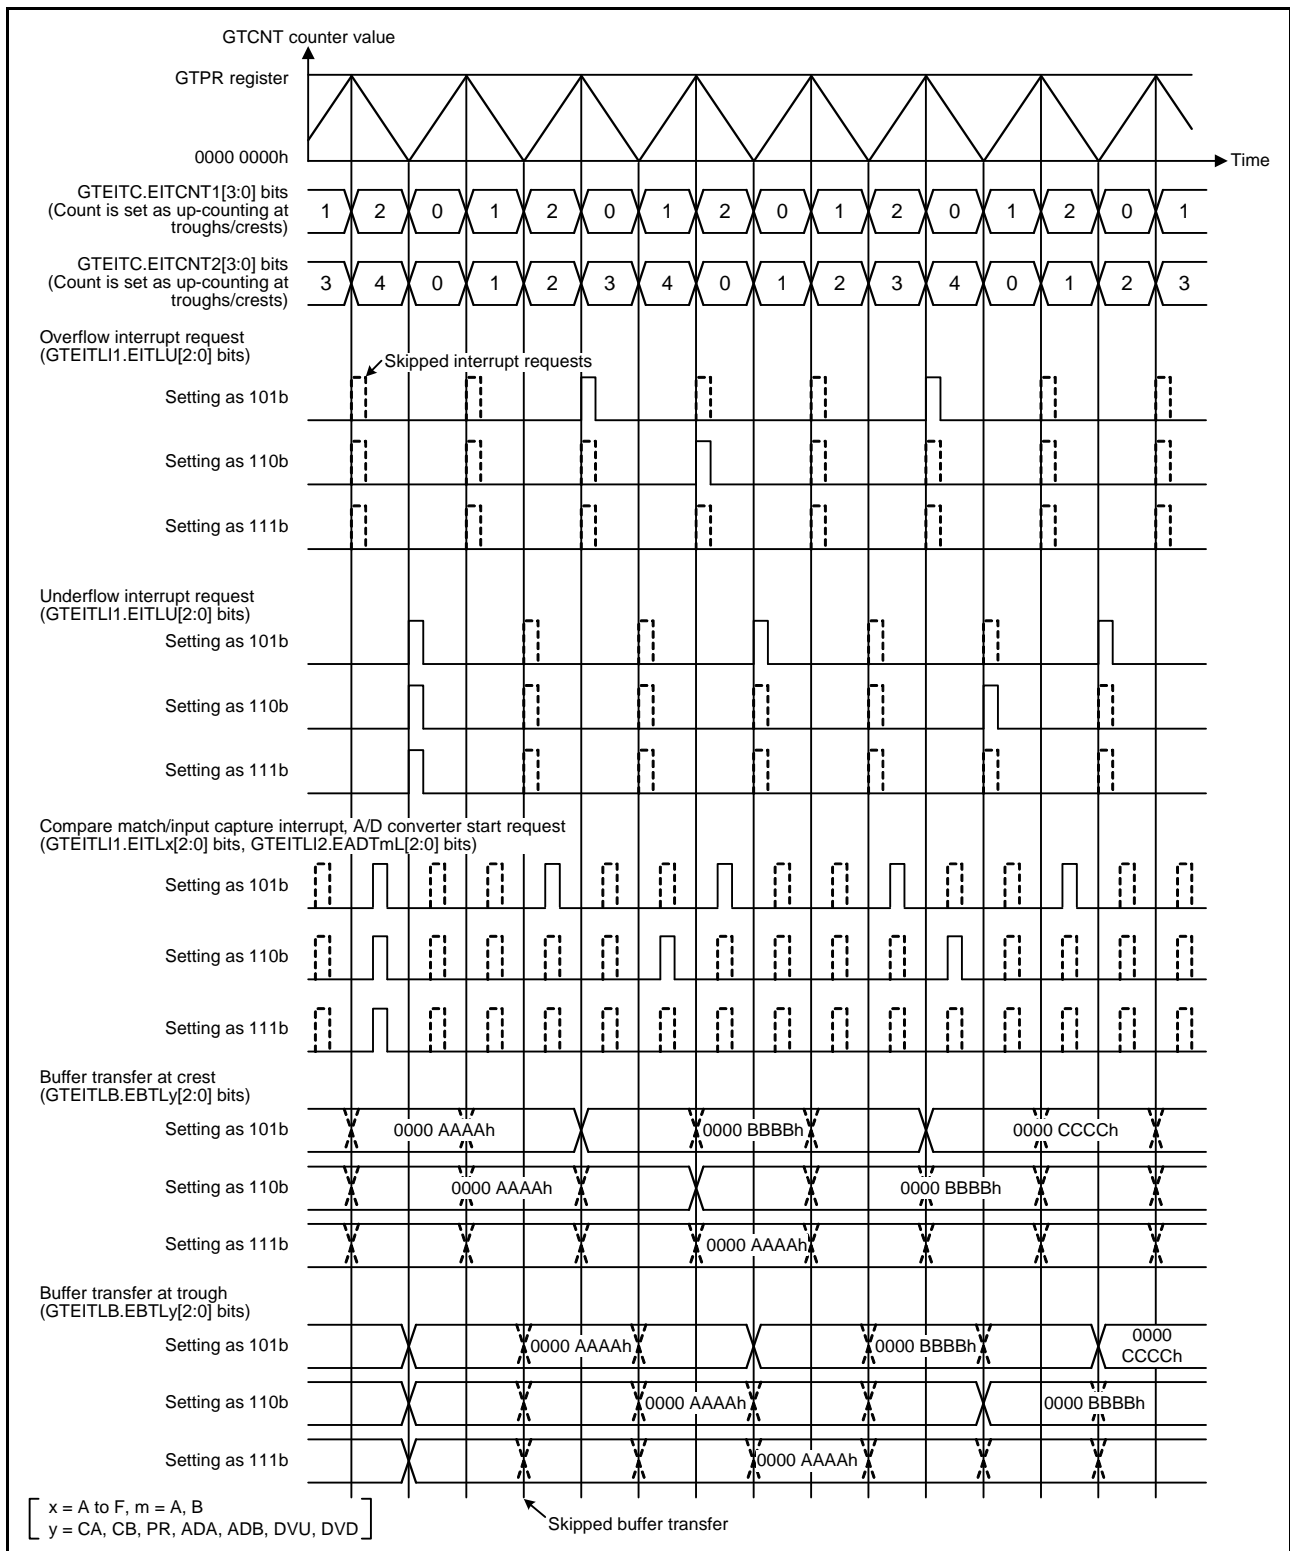 GTCNT counter value
GTPR register
0000 0000h
Time
GTEITC.EITCNT1[3:0] bits
(Count is set as up-counting at
troughs/crests)
1 2 0 1 2 0 1 2 0 1 2 0 1 2 0 1
GTEITC.EITCNT2[3:0] bits
(Count is set as up-counting at
troughs/crests)
3 4 0 1 2 3 4 0 1 2 3 4 0 1 2 3
Overflow interrupt request
(GTEITLI1.EITLU[2:0] bits)
Skipped interrupt requests
Setting as 101b
Setting as 110b
Setting as 111b
Underflow interrupt request
(GTEITLI1.EITLU[2:0] bits)
Setting as 101b
Setting as 110b
Setting as 111b
Compare match/input capture interrupt, A/D converter start request
(GTEITLI1.EITLx[2:0] bits, GTEITLI2.EADTmL[2:0] bits)
Setting as 101b
Setting as 110b
Setting as 111b
Buffer transfer at crest
(GTEITLB.EBTLy[2:0] bits)
Setting as 101b 0000 AAAAh 0000 BBBBh 0000 CCCCh
Setting as 110b 0000 AAAAh 0000 BBBBh
Setting as 111b 0000 AAAAh
Buffer transfer at trough
(GTEITLB.EBTLy[2:0] bits)
Setting as 101b 0000 AAAAh 0000 BBBBh 0000
CCCCh
Setting as 110b 0000 AAAAh 0000 BBBBh
Setting as 111b 0000 AAAAh
x = A to F, m = A, B
y = CA, CB, PR, ADA, ADB, DVU, DVD
Skipped buffer transfer